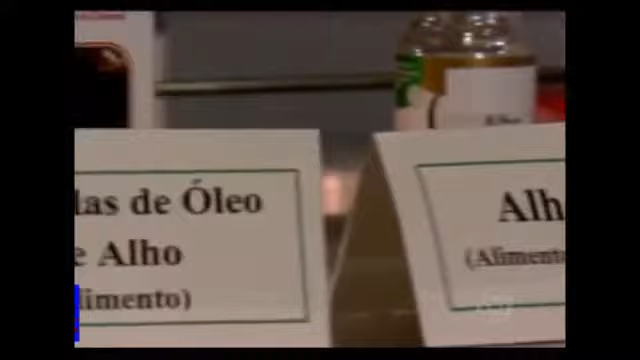 las de Óleo
e Alho
limento)
Alh
(Alimento